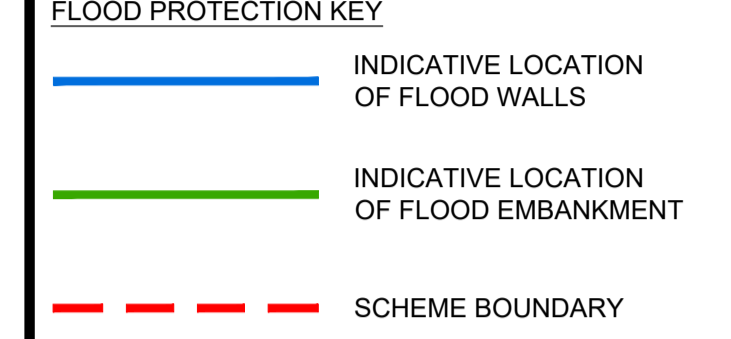 FLOOD PROTECTION KEY
INDICATIVE LOCATION
OF FLOOD WALLS
INDICATIVE LOCATION
OF FLOOD EMBANKMENT
SCHEME BOUNDARY